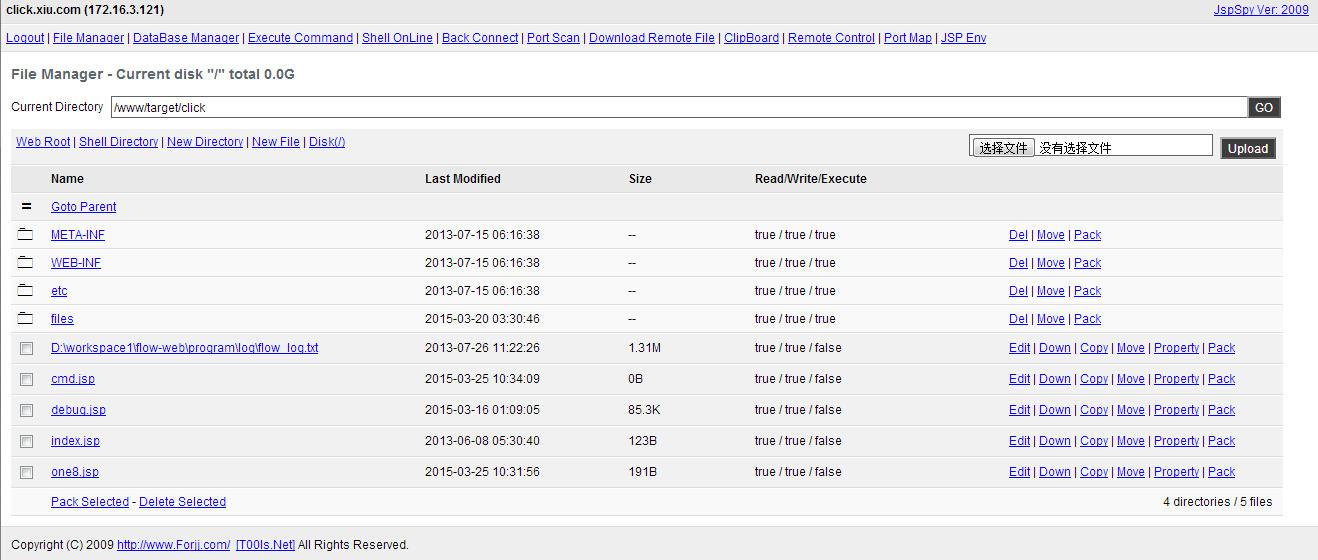 click.xiu.com (172.16.3.121) JspSpy Ver: 2009
Logout | File Manager | DataBase Manager | Execute Command | Shell OnLine | Back Connect | Port Scan | Download Remote File | ClipBoard | Remote Control | Port Map | JSP Env
File Manager - Current disk "/" total 0.0G
Current Directory /www/target/click GO
Web Root | Shell Directory | New Directory | New File | Disk(/) 选择文件 没有选择文件 Upload
Name Last Modified Size Read/Write/Execute
= Goto Parent
META-INF 2013-07-15 06:16:38 -- true / true / true Del | Move | Pack
WEB-INF 2013-07-15 06:16:38 -- true / true / true Del | Move | Pack
etc 2013-07-15 06:16:38 -- true / true / true Del | Move | Pack
files 2015-03-20 03:30:46 -- true / true / true Del | Move | Pack
D:\workspace1\flow-web\program\log\flow_log.txt 2013-07-26 11:22:26 1.31M true / true / false Edit | Down | Copy | Move | Property | Pack
cmd.jsp 2015-03-25 10:34:09 0B true / true / false Edit | Down | Copy | Move | Property | Pack
debug.jsp 2015-03-16 01:09:05 85.3K true / true / false Edit | Down | Copy | Move | Property | Pack
index.jsp 2013-06-08 05:30:40 123B true / true / false Edit | Down | Copy | Move | Property | Pack
one8.jsp 2015-03-25 10:31:56 191B true / true / false Edit | Down | Copy | Move | Property | Pack
Pack Selected - Delete Selected 4 directories / 5 files
Copyright (C) 2009 http://www.Forjj.com/ [T00ls.Net] All Rights Reserved.